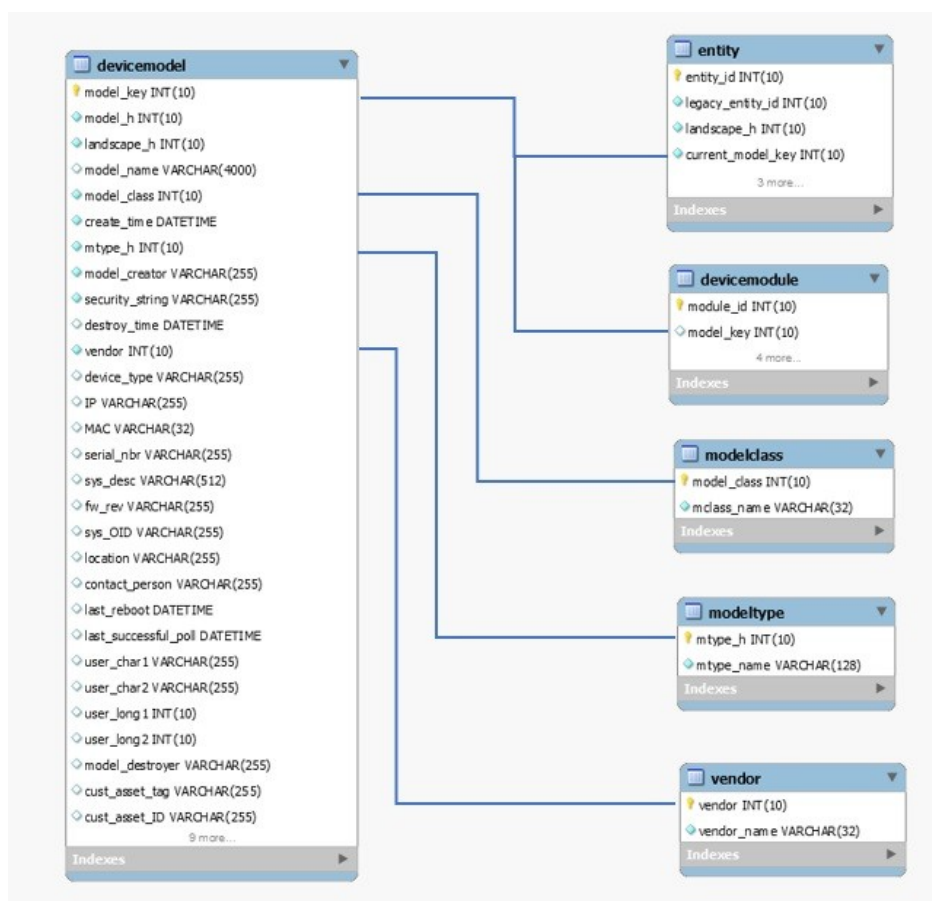 devicemodel
model_key INT(10)
model_h INT(10)
landscape_h INT(10)
model_name VARCHAR(4000)
model_class INT(10)
create_time DATETIME
mtype_h INT(10)
model_creator VARCHAR(255)
security_string VARCHAR(255)
destroy_time DATETIME
vendor INT(10)
device_type VARCHAR(255)
IP VARCHAR(255)
MAC VARCHAR(32)
serial_nbr VARCHAR(255)
sys_desc VARCHAR(512)
fw_rev VARCHAR(255)
sys_OID VARCHAR(255)
location VARCHAR(255)
contact_person VARCHAR(255)
last_reboot DATETIME
last_successful_poll DATETIME
user_char1 VARCHAR(255)
user_char2 VARCHAR(255)
user_long1 INT(10)
user_long2 INT(10)
model_destroyer VARCHAR(255)
cust_asset_tag VARCHAR(255)
cust_asset_ID VARCHAR(255)
9 more...
Indexes
entity
entity_id INT(10)
legacy_entity_id INT(10)
landscape_h INT(10)
current_model_key INT(10)
3 more...
Indexes
devicemodule
module_id INT(10)
model_key INT(10)
4 more...
Indexes
modelclass
model_class INT(10)
mclass_name VARCHAR(32)
Indexes
modeltype
mtype_h INT(10)
mtype_name VARCHAR(128)
Indexes
vendor
vendor INT(10)
vendor_name VARCHAR(32)
Indexes